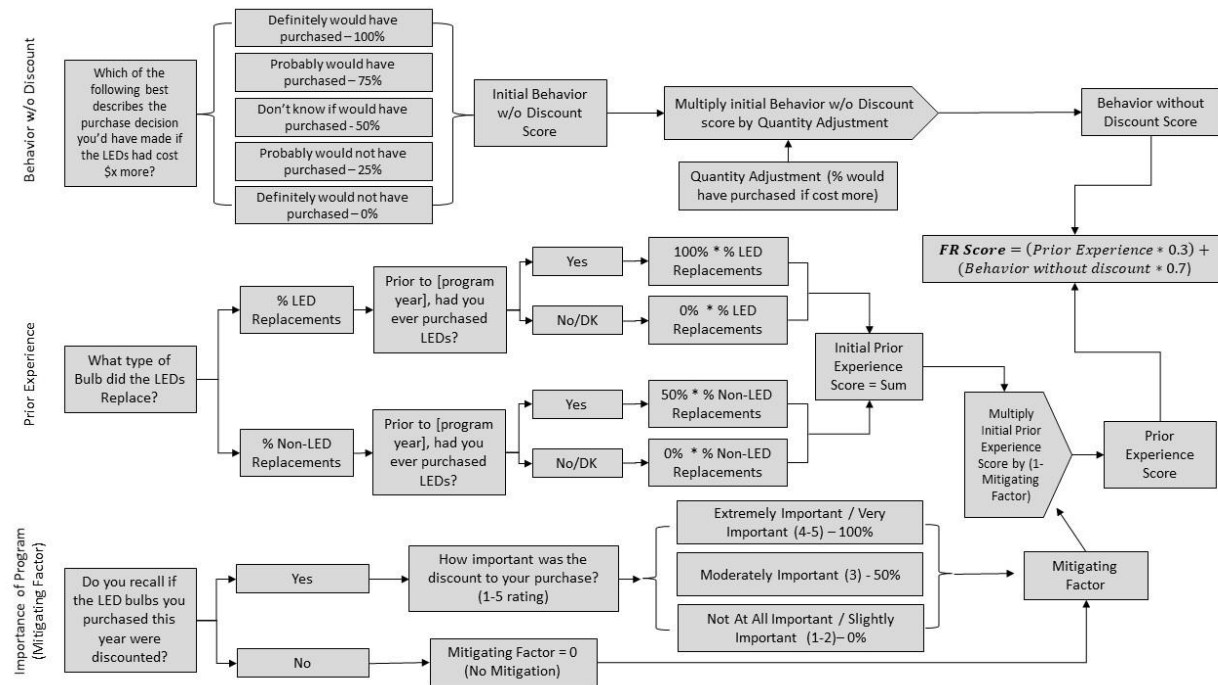 Behavior w/o Discount
Which of the
following best
describes the
purchase decision
you'd have made if
the LEDs had cost
$x more?
Definitely would have
purchased – 100%
Probably would have
purchased – 75%
Don't know if would have
purchased - 50%
Probably would not have
purchased – 25%
Definitely would not have
purchased – 0%
Initial Behavior
w/o Discount
Score
Multiply initial Behavior w/o Discount
score by Quantity Adjustment
Quantity Adjustment (% would
have purchased if cost more)
Behavior without
Discount Score
FR Score = (Prior Experience * 0.3) +
(Behavior without discount * 0.7)
Prior Experience
What type of
Bulb did the LEDs
Replace?
% LED
Replacements
Prior to [program
year], had you
ever purchased
LEDs?
Yes
100% * % LED
Replacements
No/DK
0% * % LED
Replacements
% Non-LED
Replacements
Prior to [program
year], had you
ever purchased
LEDs?
Yes
50% * % Non-LED
Replacements
No/DK
0% * % Non-LED
Replacements
Initial Prior
Experience
Score = Sum
Multiply
Initial Prior
Experience
Score by (1-
Mitigating
Factor)
Prior
Experience
Score
Importance of Program
(Mitigating Factor)
Do you recall if
the LED bulbs you
purchased this
year were
discounted?
Yes
How important was the
discount to your purchase?
(1-5 rating)
Extremely Important / Very
Important (4-5) – 100%
Moderately Important (3) - 50%
Not At All Important / Slightly
Important (1-2)– 0%
No
Mitigating Factor = 0
(No Mitigation)
Mitigating
Factor